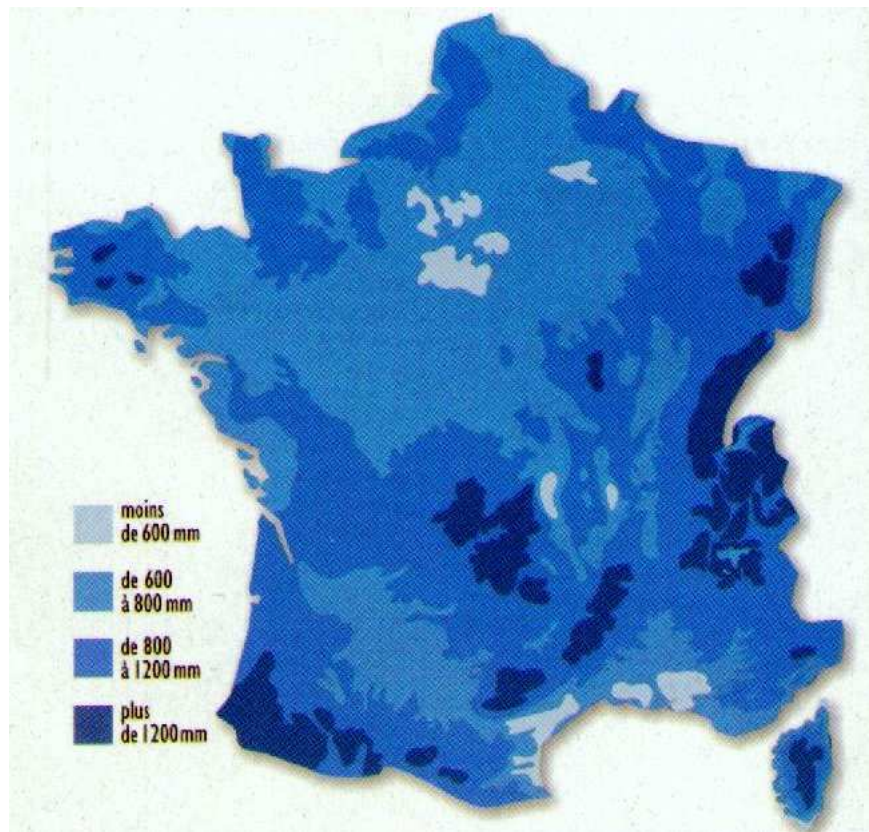 moins
de 600 mm
de 600
à 800 mm
de 800
à 1200 mm
plus
de 1200 mm